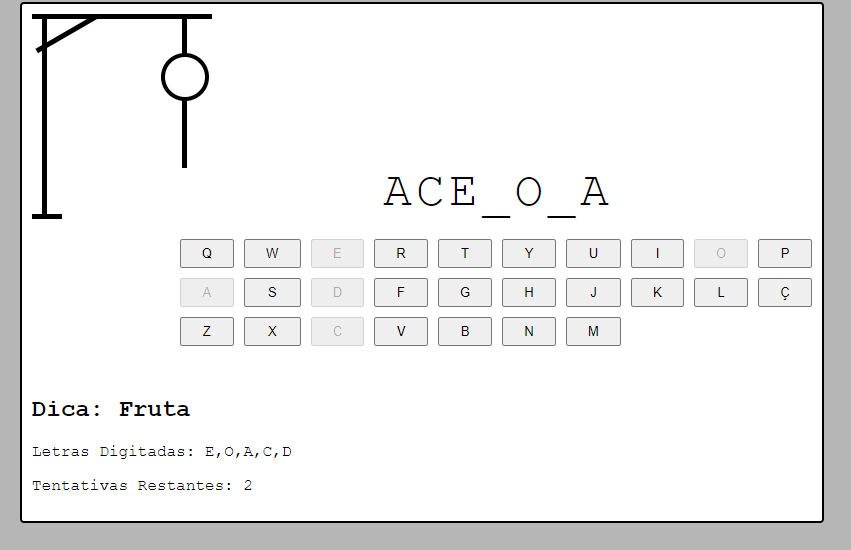 ACE_O_A
Q W E R T Y U I O P
A S D F G H J K L Ç
Z X C V B N M
Dica: Fruta
Letras Digitadas: E,O,A,C,D
Tentativas Restantes: 2